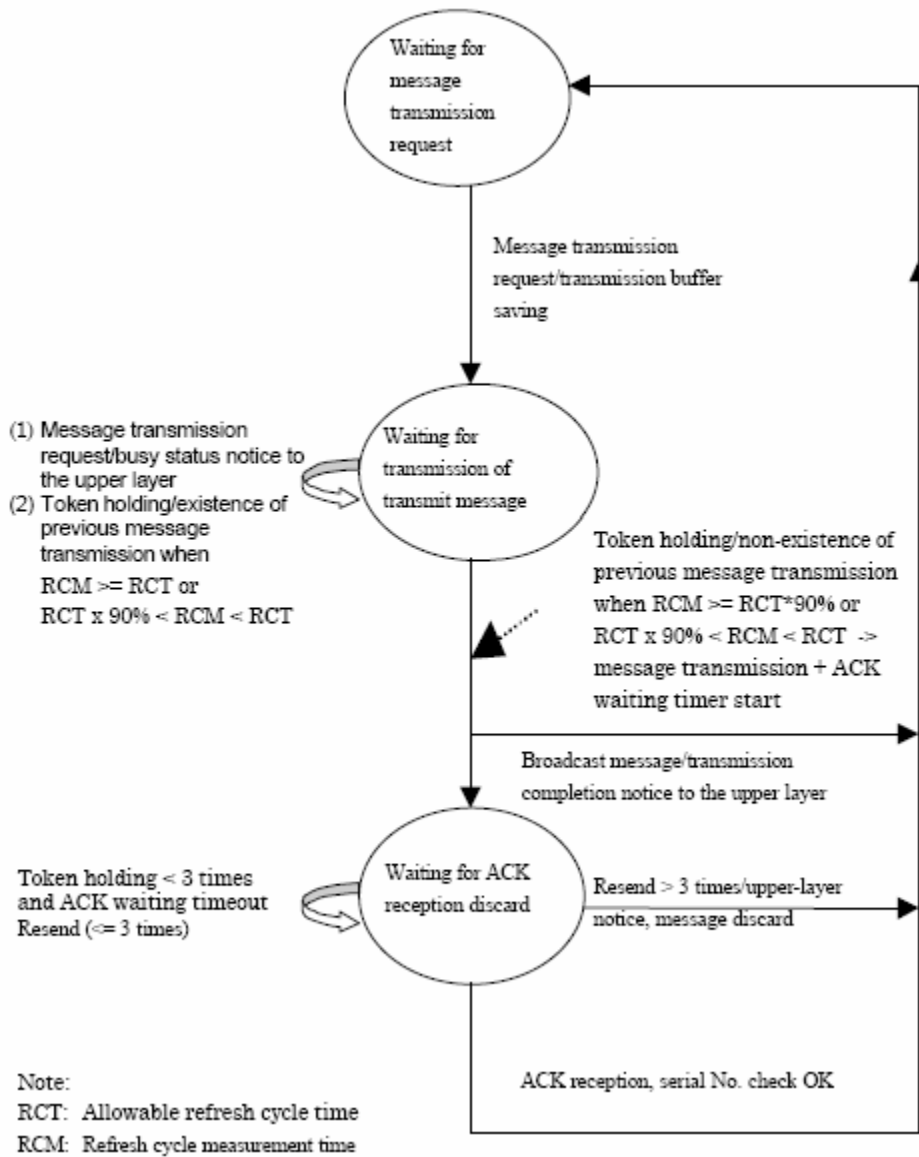 Waiting for
message
transmission
request
Message transmission
request/transmission buffer
saving
(1) Message transmission
request/busy status notice to
the upper layer
(2) Token holding/existence of
previous message
transmission when
RCM >= RCT or
RCT x 90% < RCM < RCT
Waiting for
transmission of
transmit message
Token holding/non-existence of
previous message transmission
when RCM >= RCT*90% or
RCT x 90% < RCM < RCT ->
message transmission + ACK
waiting timer start
Broadcast message/transmission
completion notice to the upper layer
Token holding < 3 times
and ACK waiting timeout
Resend (<= 3 times)
Waiting for ACK
reception discard
Resend > 3 times/upper-layer
notice, message discard
ACK reception, serial No. check OK
Note:
RCT: Allowable refresh cycle time
RCM: Refresh cycle measurement time